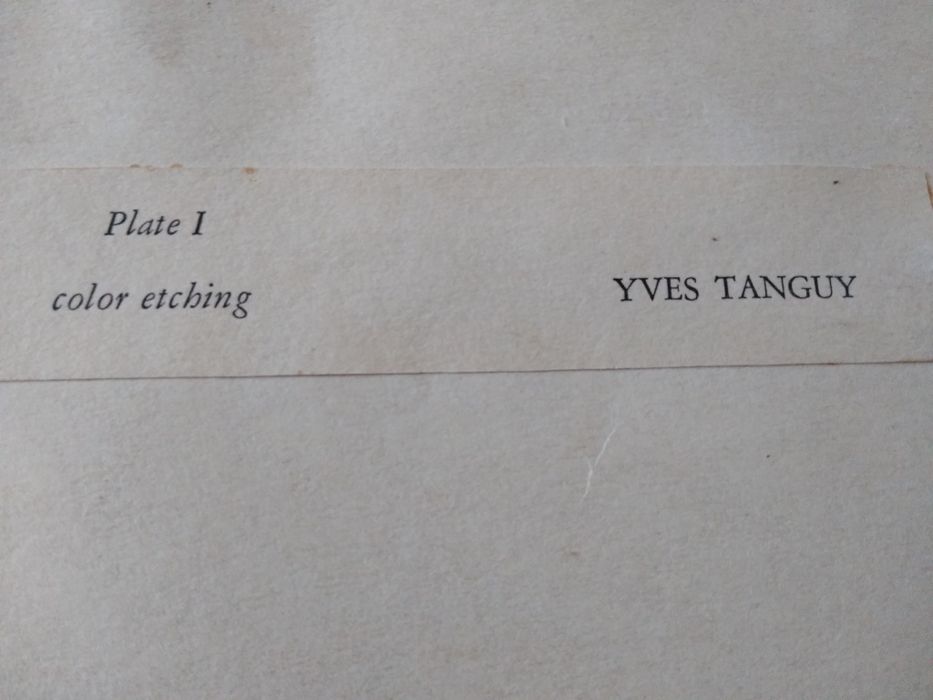 Plate I
color etching
YVES TANGUY